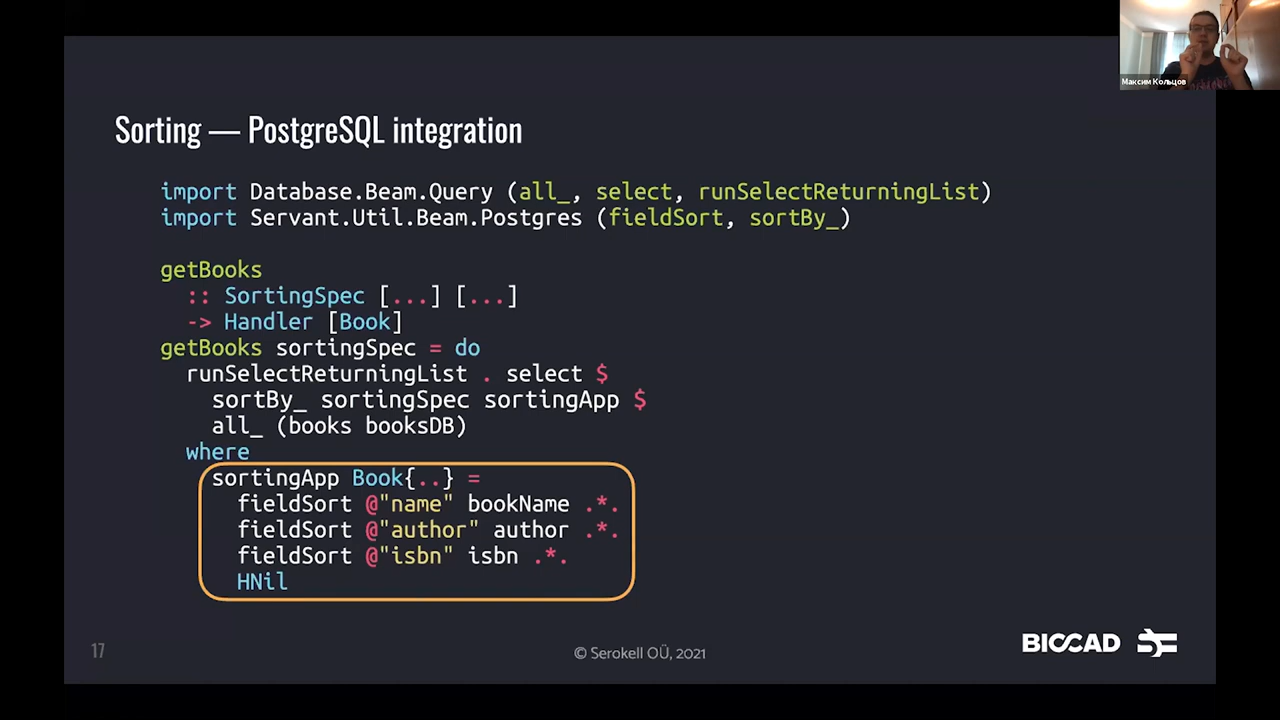 Максим Кольцов
Sorting — PostgreSQL integration
import Database.Beam.Query (all_, select, runSelectReturningList)
import Servant.Util.Beam.Postgres (fieldSort, sortBy_)
getBooks
:: SortingSpec [...] [...]
-> Handler [Book]
getBooks sortingSpec = do
runSelectReturningList . select $
sortBy_ sortingSpec sortingApp $
all_ (books booksDB)
where
sortingApp Book{..} =
fieldSort @"name" bookName .*.
fieldSort @"author" author .*.
fieldSort @"isbn" isbn .*.
HNil
17
© Serokell OÜ, 2021
BIOCAD